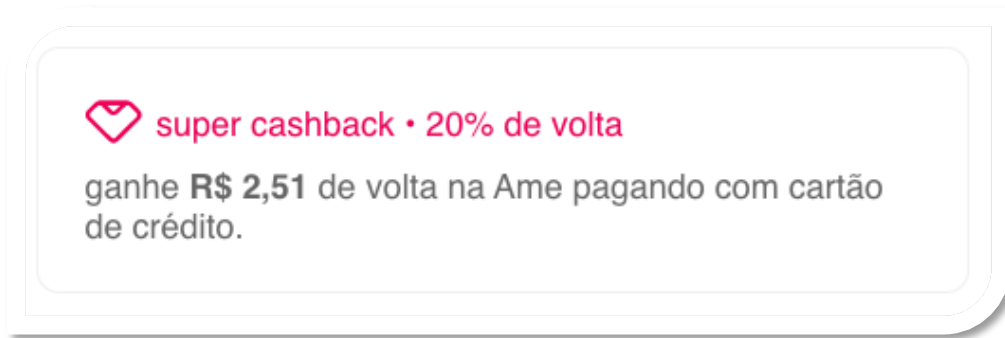 super cashback • 20% de volta
ganhe R$ 2,51 de volta na Ame pagando com cartão
de crédito.